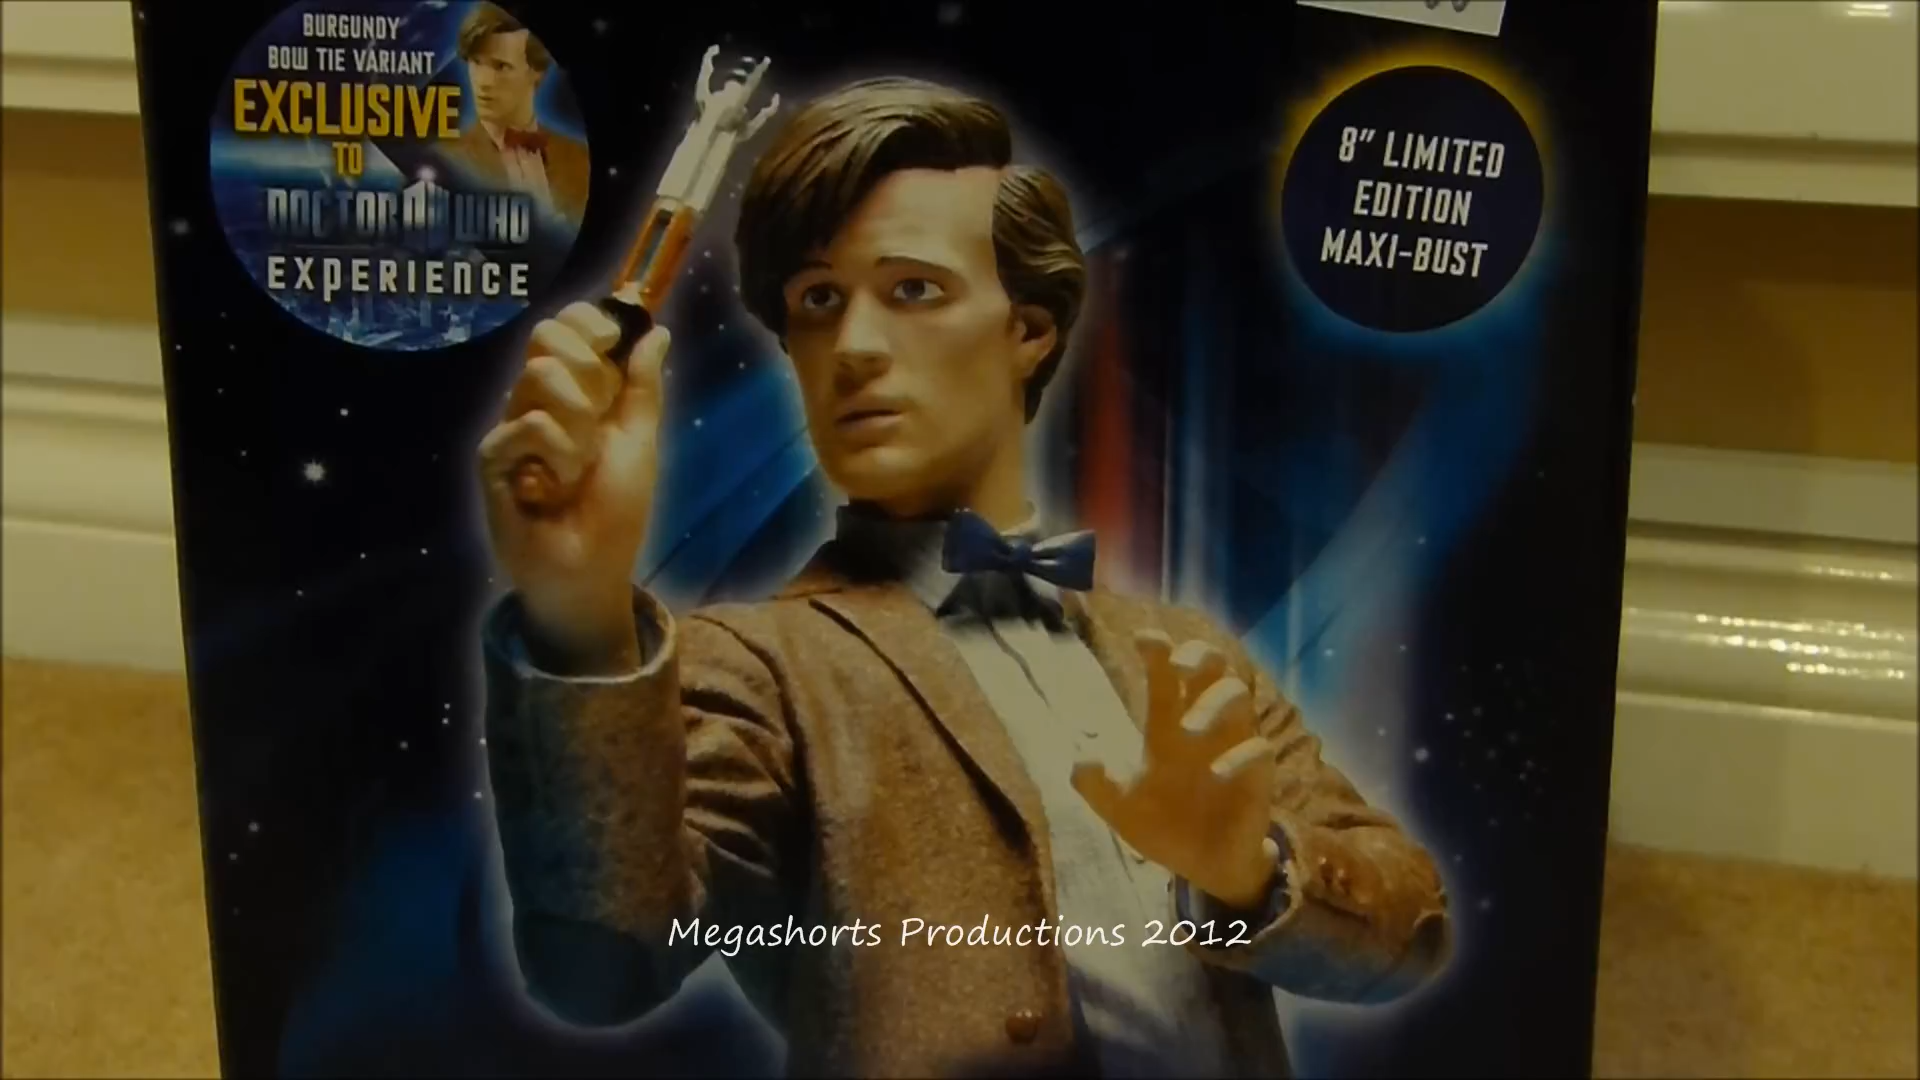 BURGUNDY
BOW TIE VARIANT
EXCLUSIVE
TO
DOCTOR WHO
EXPERIENCE
8" LIMITED
EDITION
MAXI-BUST
Megashorts Productions 2012